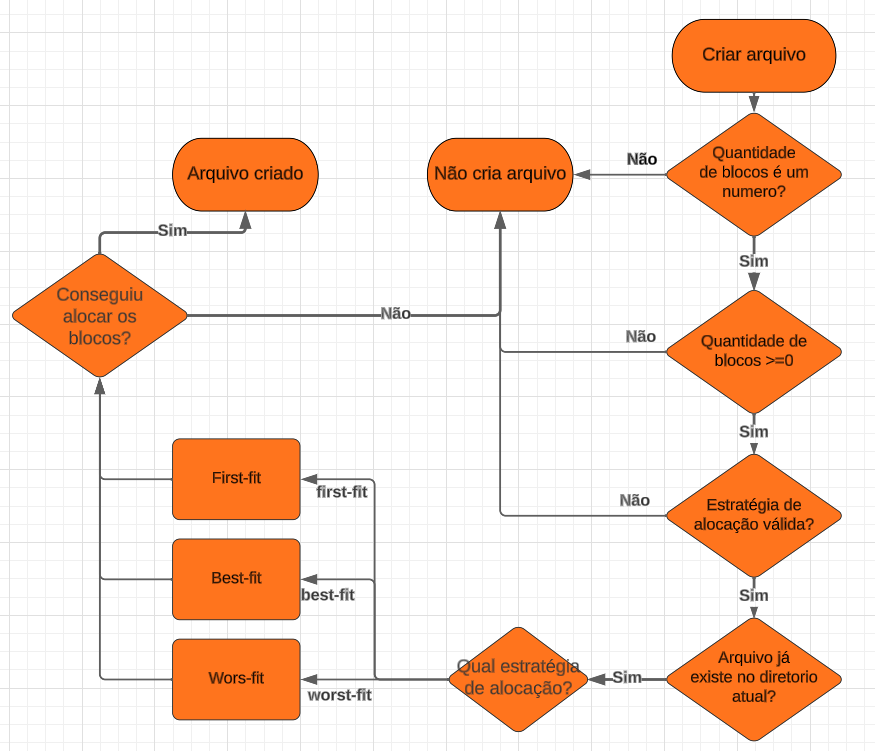 Criar arquivo
Quantidade
de blocos é um
numero?
Não
Não cria arquivo
Arquivo criado
Sim
Sim
Conseguiu
alocar os
blocos?
Não
Não
Quantidade de
blocos >=0
Sim
Não
Estratégia de
alocação válida?
Sim
First-fit
first-fit
Best-fit
best-fit
Wors-fit
worst-fit
Qual estratégia
de alocação?
Sim
Arquivo já
existe no diretorio
atual?